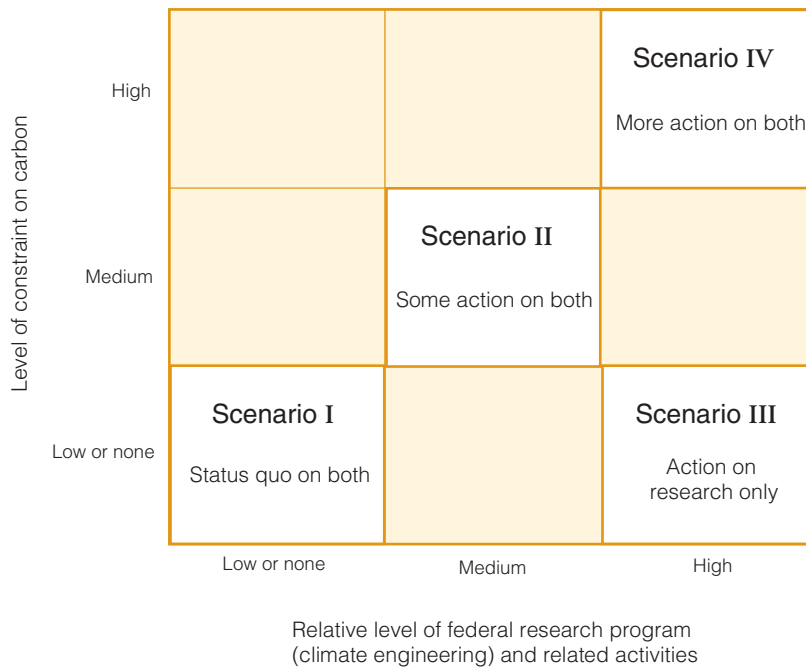 Level of constraint on carbon
High
Scenario IV
More action on both
Medium
Scenario II
Some action on both
Low or none
Scenario I
Status quo on both
Scenario III
Action on
research only
Low or none
Medium
High
Relative level of federal research program
(climate engineering) and related activities